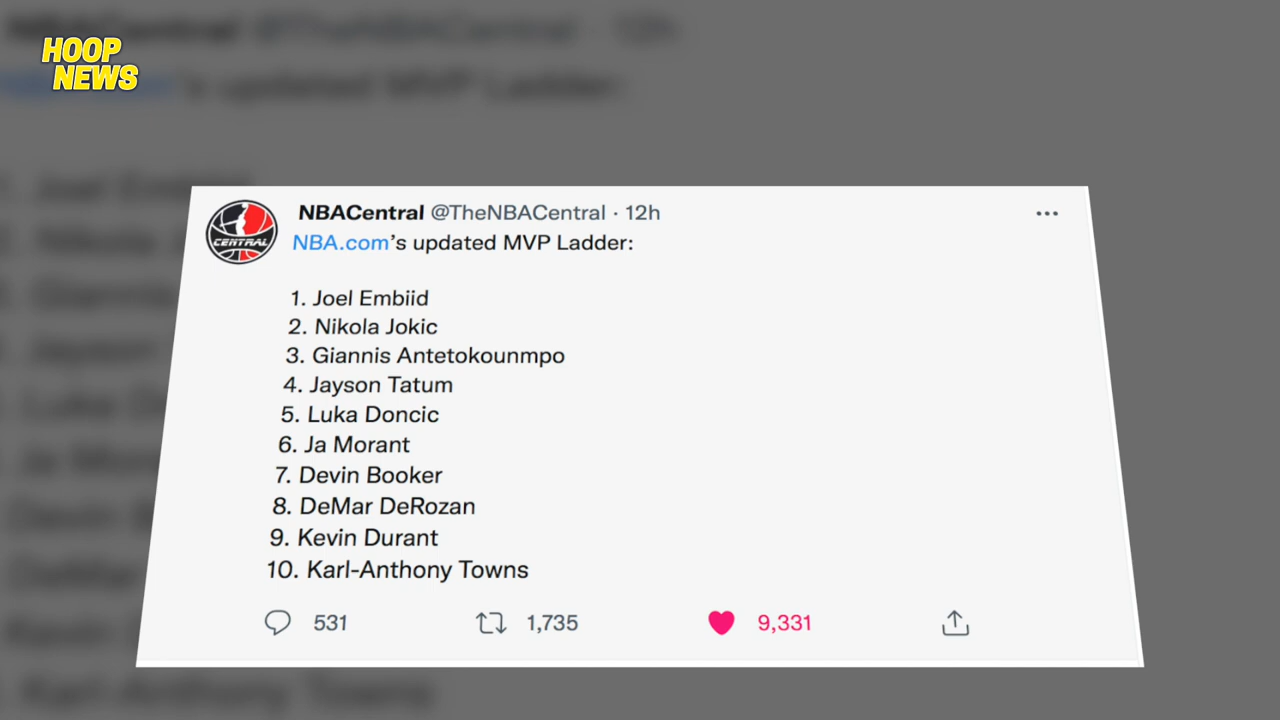 HOOP
NEWS
NBACentral @TheNBACentral · 12h
NBA.com's updated MVP Ladder:
1. Joel Embiid
2. Nikola Jokic
3. Giannis Antetokounmpo
4. Jayson Tatum
5. Luka Doncic
6. Ja Morant
7. Devin Booker
8. DeMar DeRozan
9. Kevin Durant
10. Karl-Anthony Towns
531 1,735 9,331
CENTRAL